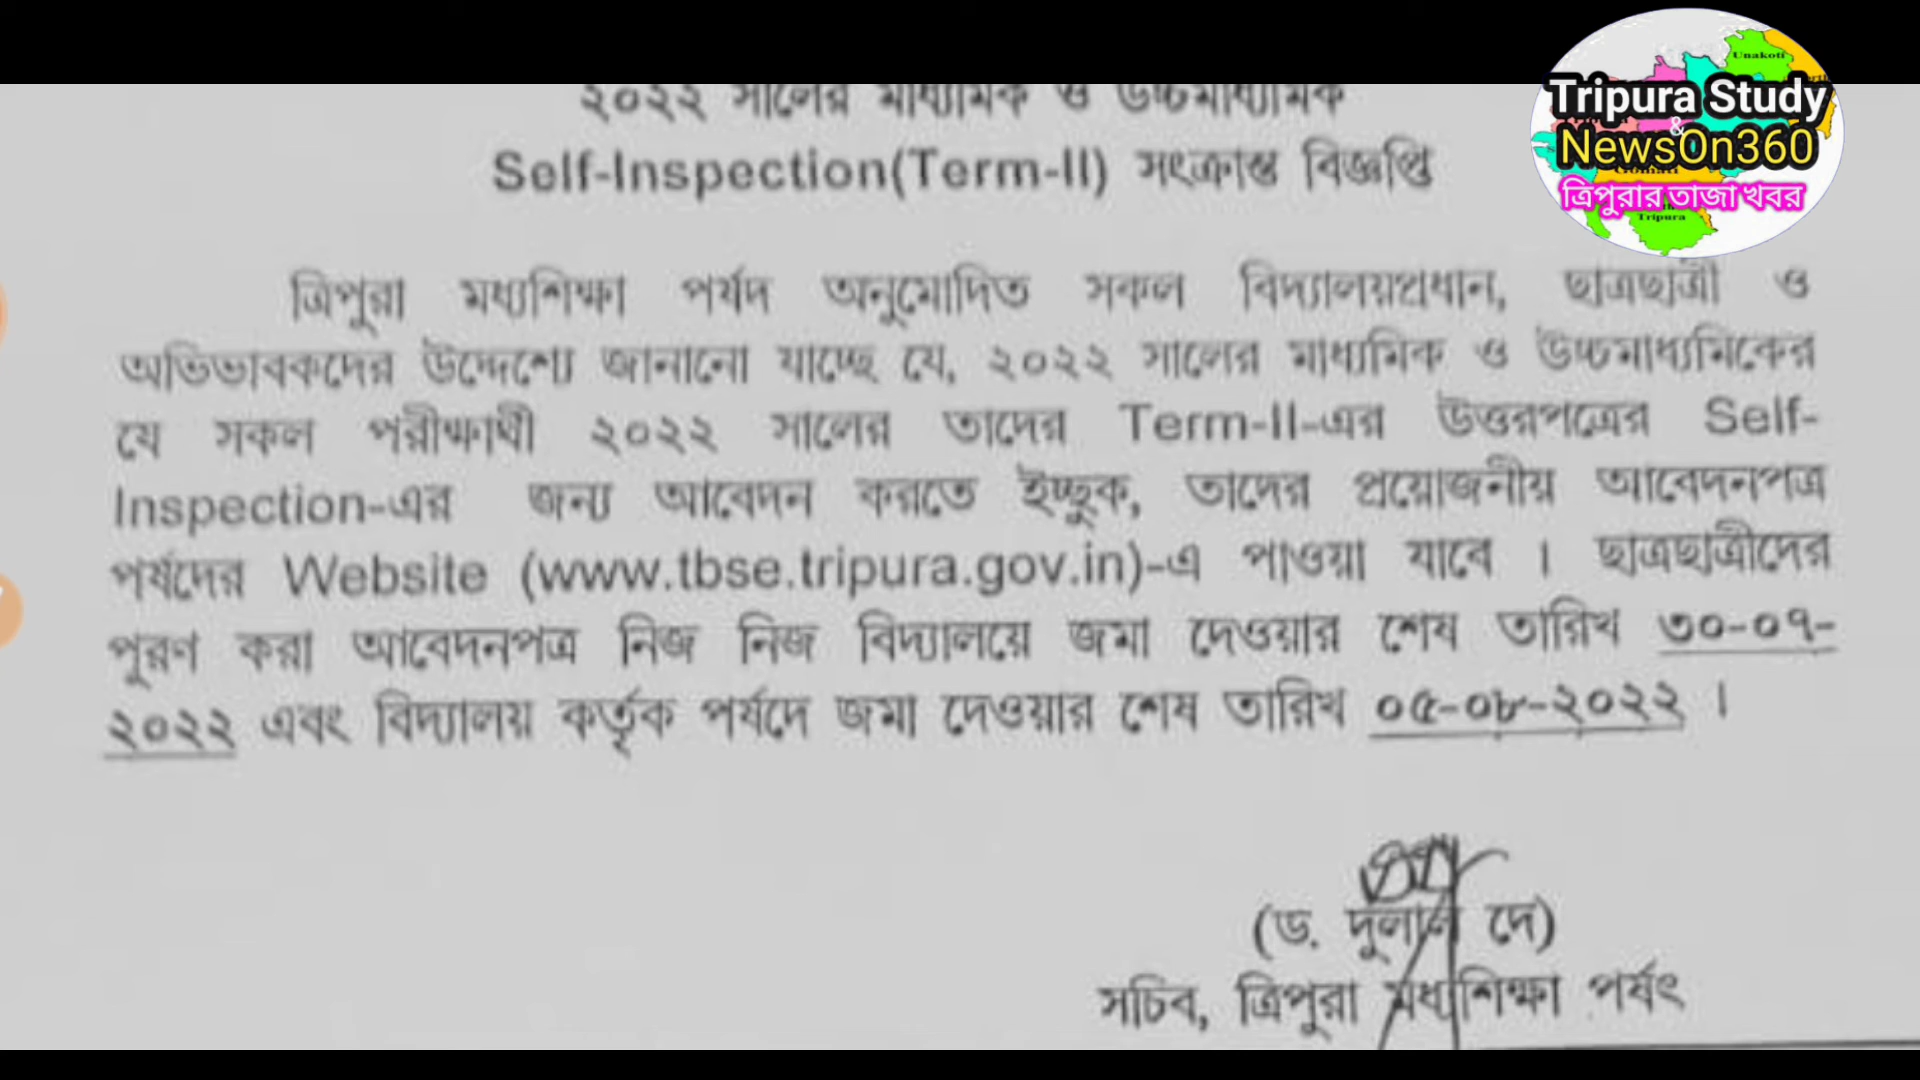 ২০২২ সালের মাধ্যমিক ও উচ্চমাধ্যমিক
Self-Inspection(Term-II) সংক্রান্ত বিজ্ঞপ্তি
ত্রিপুরা মধ্যশিক্ষা পর্যদ অনুমোদিত সকল বিদ্যালয়প্রধান, ছাত্রছাত্রী ও
অভিভাবকদের উদ্দেশ্যে জানানো যাচ্ছে যে, ২০২২ সালের মাধ্যমিক ও উচ্চমাধ্যমিকের
যে সকল পরীক্ষার্থী ২০২২ সালের তাদের Term-II-এর উত্তরপত্রের Self-
Inspection-এর জন্য আবেদন করতে ইচ্ছুক, তাদের প্রয়োজনীয় আবেদনপত্র
পর্ষদের Website (www.tbse.tripura.gov.in)-এ পাওয়া যাবে । ছাত্রছাত্রীদের
পূরণ করা আবেদনপত্র নিজ নিজ বিদ্যালয়ে জমা দেওয়ার শেষ তারিখ ৩০-০৭-
২০২২ এবং বিদ্যালয় কর্তৃক পর্ষদে জমা দেওয়ার শেষ তারিখ ০৫-০৮-২০২২ ।
(ড. দুলাল দে)
সচিব, ত্রিপুরা মধ্যশিক্ষা পর্ষৎ
Unakoti
Tripura Study
&
NewsOn360
Gomati
ত্রিপুরার তাজা খবর
Tripura